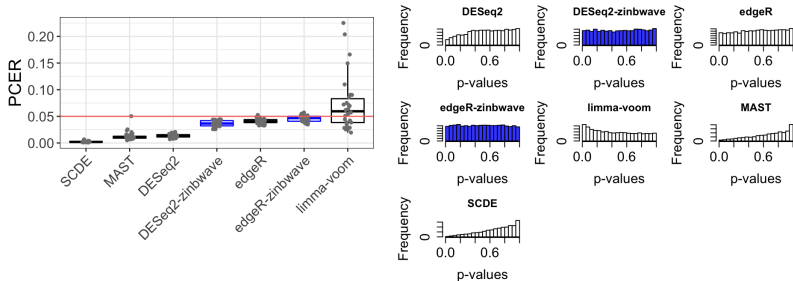 PCER
0.20
0.15
0.10
0.05
0.00
SCDE
MAST
DESeq2
DESeq2-zinbwave
edgeR
edgeR-zinbwave
limma-voom
DESeq2
Frequency
0
0.0
0.6
p-values
DESeq2-zinbwave
Frequency
0
0.0
0.6
p-values
edgeR
Frequency
0
0.0
0.6
p-values
edgeR-zinbwave
Frequency
0
0.0
0.6
p-values
limma-voom
Frequency
0
0.0
0.6
p-values
MAST
Frequency
0
0.0
0.6
p-values
SCDE
Frequency
0
0.0
0.6
p-values